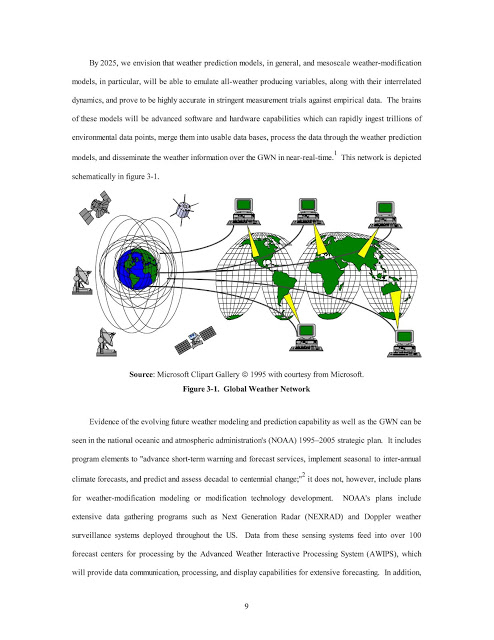 By 2025, we envision that weather prediction models, in general, and mesoscale weather-modification
models, in particular, will be able to emulate all-weather producing variables, along with their interrelated
dynamics, and prove to be highly accurate in stringent measurement trials against empirical data. The brains
of these models will be advanced software and hardware capabilities which can rapidly ingest trillions of
environmental data points, merge them into usable data bases, process the data through the weather prediction
models, and disseminate the weather information over the GWN in near-real-time.1 This network is depicted
schematically in figure 3-1.
Source: Microsoft Clipart Gallery © 1995 with courtesy from Microsoft.
Figure 3-1. Global Weather Network
Evidence of the evolving future weather modeling and prediction capability as well as the GWN can be
seen in the national oceanic and atmospheric administration's (NOAA) 1995–2005 strategic plan. It includes
program elements to "advance short-term warning and forecast services, implement seasonal to inter-annual
climate forecasts, and predict and assess decadal to centennial change;"2 it does not, however, include plans
for weather-modification modeling or modification technology development. NOAA's plans include
extensive data gathering programs such as Next Generation Radar (NEXRAD) and Doppler weather
surveillance systems deployed throughout the US. Data from these sensing systems feed into over 100
forecast centers for processing by the Advanced Weather Interactive Processing System (AWIPS), which
will provide data communication, processing, and display capabilities for extensive forecasting. In addition,
9